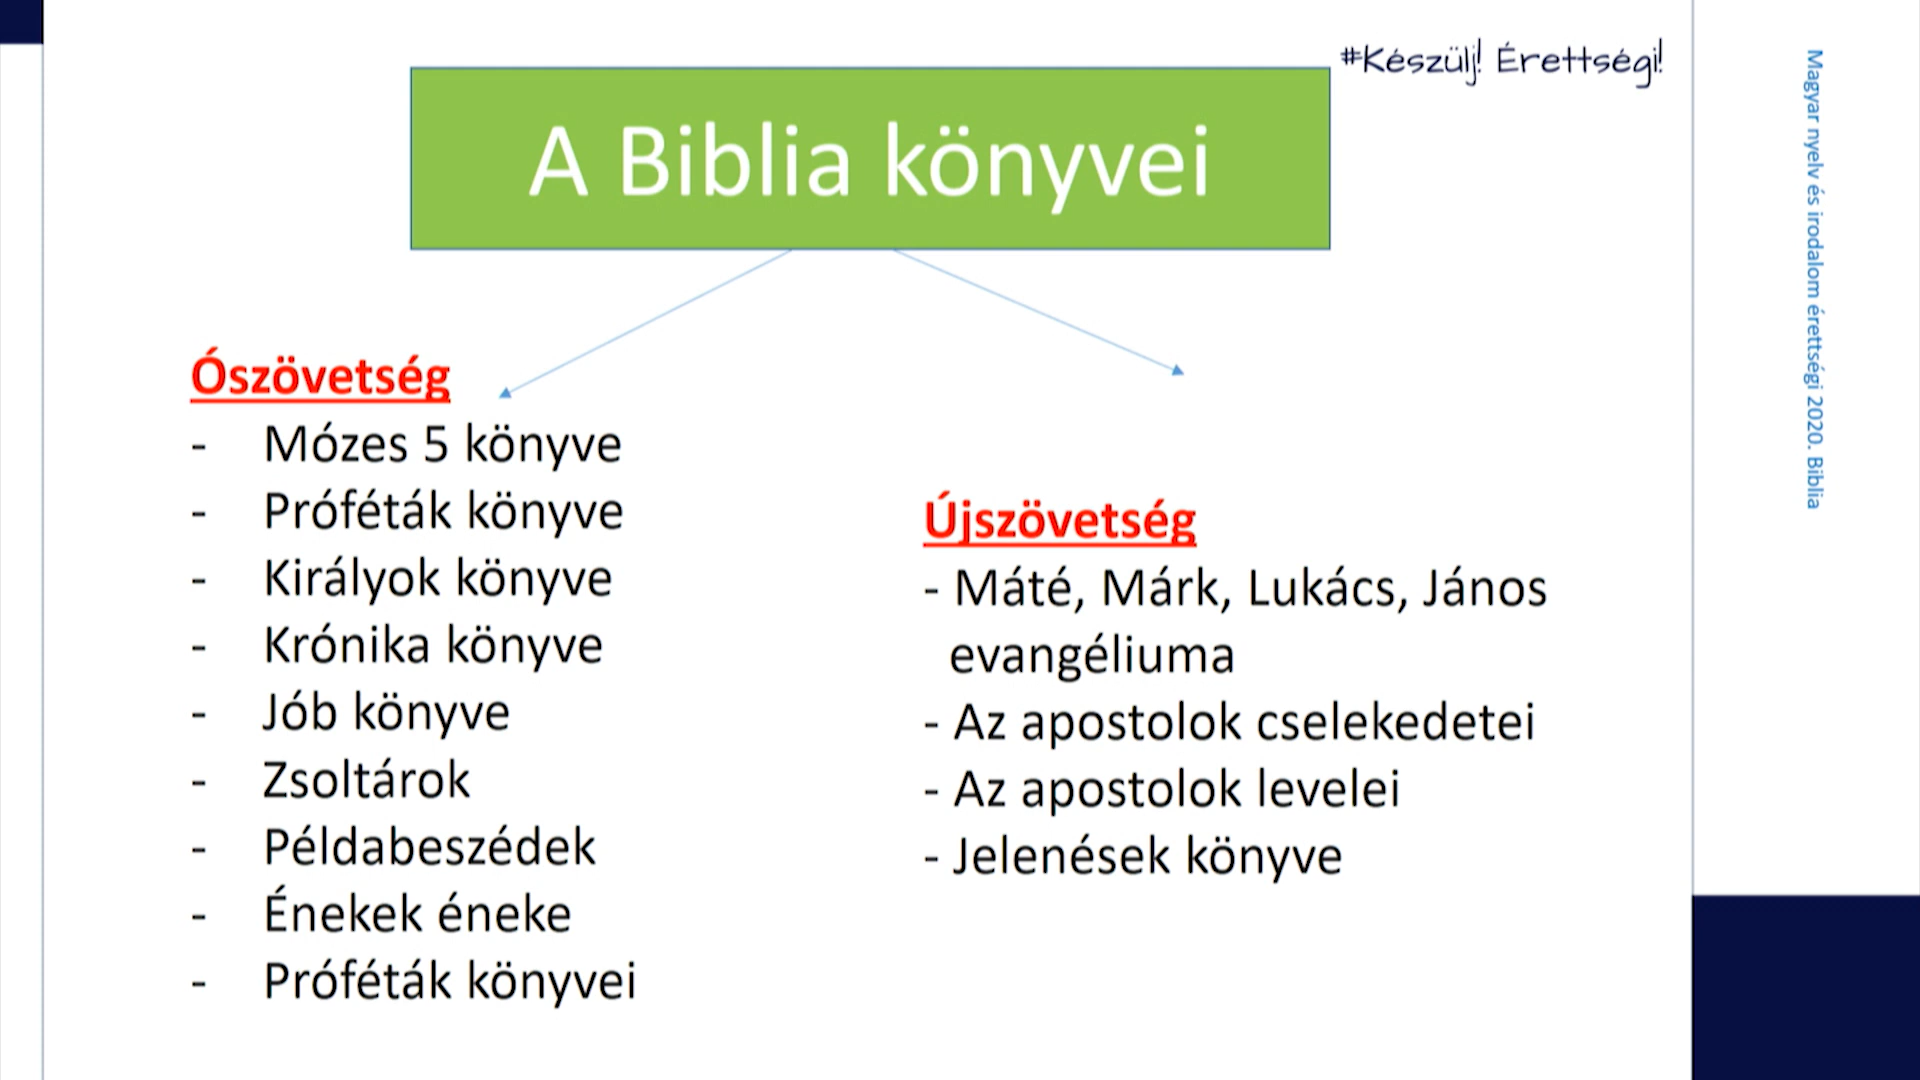 #Készülj! Érettségi!
A Biblia könyvei
Ószövetség
- Mózes 5 könyve
- Próféták könyve
- Királyok könyve
- Krónika könyve
- Jób könyve
- Zsoltárok
- Példabeszédek
- Énekek éneke
- Próféták könyvei
Újszövetség
- Máté, Márk, Lukács, János
evangéliuma
- Az apostolok cselekedetei
- Az apostolok levelei
- Jelenések könyve
Magyar nyelv és irodalom érettségi 2020. Biblia